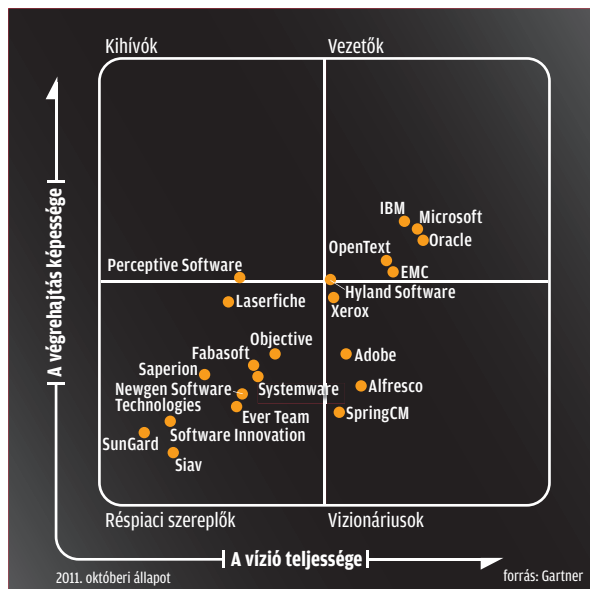 Kihívók
Vezetők
A végrehajtás képessége
IBM
Microsoft
Oracle
OpenText
EMC
Perceptive Software
Hyland Software
Laserfiche
Xerox
Objective
Fabasoft
Adobe
Saperion
Systemware
Alfresco
Newgen Software
Technologies
Ever Team
SpringCM
Software Innovation
SunGard
Siav
Réspiaci szereplők
Vizionáriusok
A vízió teljessége
2011. októberi állapot
forrás: Gartner